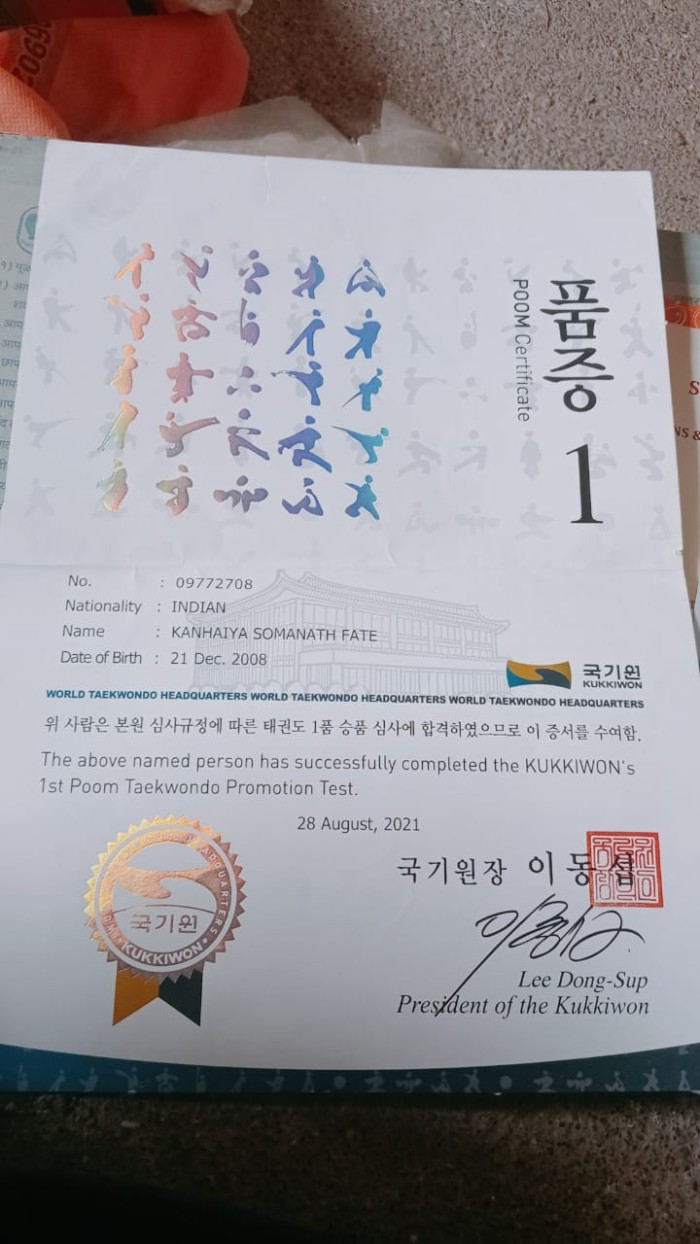 품증
POOM Certificate
1
No. : 09772708
Nationality : INDIAN
Name : KANHAIYA SOMANATH FATE
Date of Birth : 21 Dec. 2008
국기원
KUKKIWON
WORLD TAEKWONDO HEADQUARTERS WORLD TAEKWONDO HEADQUARTERS WORLD TAEKWONDO HEADQUARTERS
위 사람은 본원 심사규정에 따른 태권도 1품 승품 심사에 합격하였으므로 이 증서를 수여함.
The above named person has successfully completed the KUKKIWON's
1st Poom Taekwondo Promotion Test.
28 August, 2021
국기원장 이동섭
Lee Dong-Sup
President of the Kukkiwon
국기원
KUKKIWON